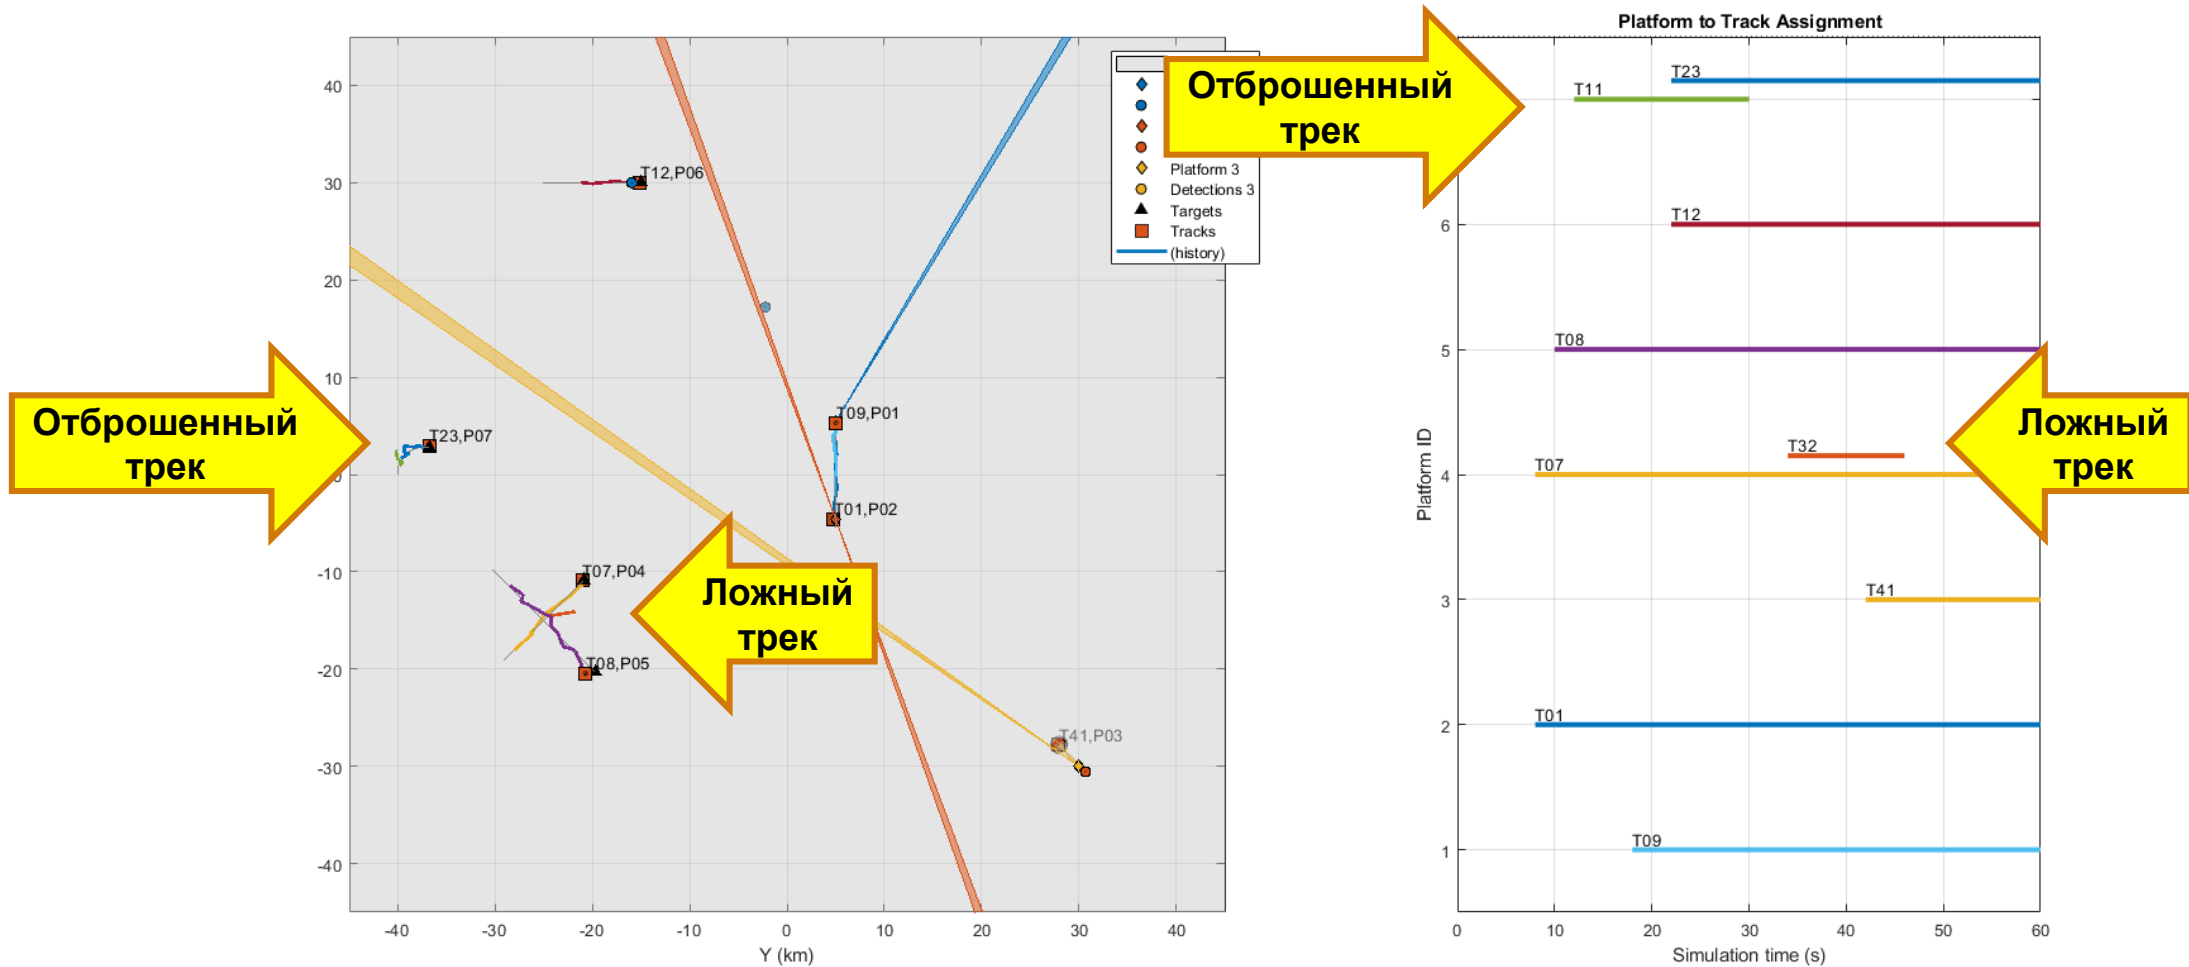 Platform to Track Assignment
Отброшенный
трек
Отброшенный
трек
Ложный
трек
Ложный
трек
Platform 3
Detections 3
Targets
Tracks
(history)
T12,P06
T09,P01
T23,P07
T01,P02
T07,P04
T08,P05
T41,P03
40
30
20
10
0
-10
-20
-30
-40
-40
-30
-20
-10
0
10
20
30
40
Y (km)
T23
T11
T12
T08
T32
T07
T41
T01
T09
6
5
4
3
2
1
Platform ID
0
10
20
30
40
50
60
Simulation time (s)